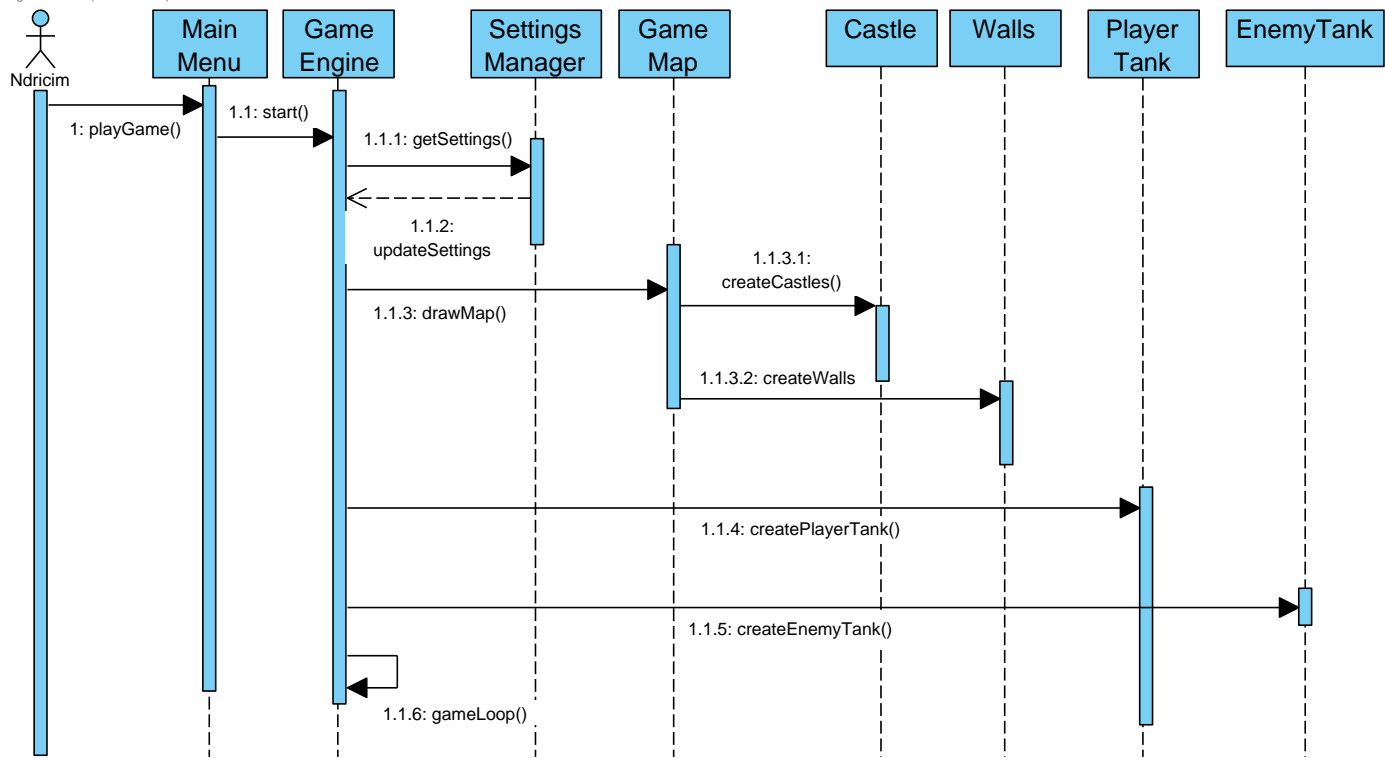 Main
Menu
Game
Engine
Settings
Manager
Game
Map
Castle
Walls
Player
Tank
EnemyTank
Ndricim
1: playGame()
1.1: start()
1.1.1: getSettings()
1.1.2:
updateSettings
1.1.3: drawMap()
1.1.3.1:
createCastles()
1.1.3.2: createWalls
1.1.4: createPlayerTank()
1.1.5: createEnemyTank()
1.1.6: gameLoop()